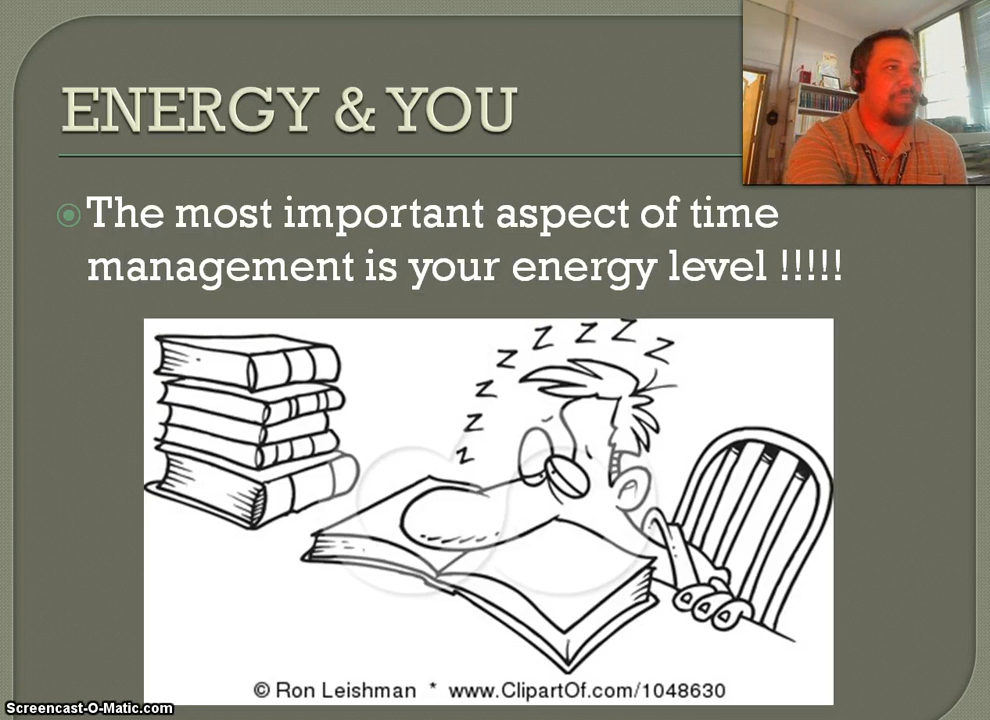 ENERGY & YOU
The most important aspect of time
management is your energy level !!!!!
z z z z z z z z
© Ron Leishman * www.ClipartOf.com/1048630
Screencast-O-Matic.com